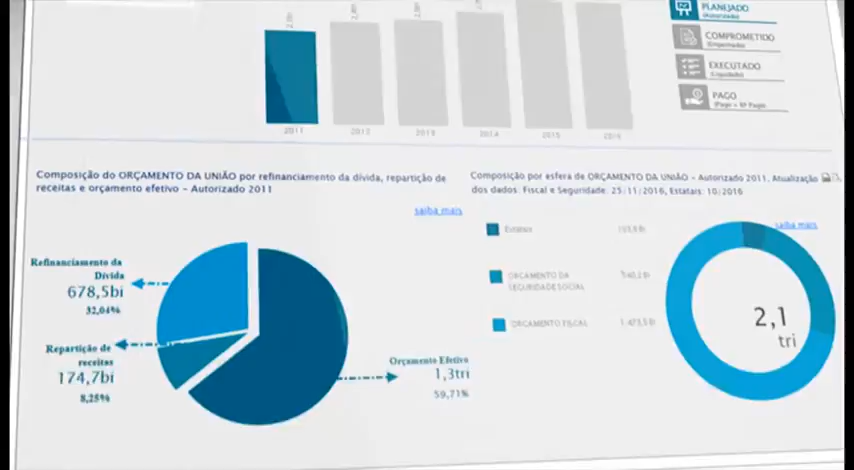 PLANEJADO
(Autorizado)
COMPROMETIDO
(Empenhado)
EXECUTADO
(Liquidado)
PAGO
2011
2012
2013
2014
2015
2016
Composição do ORÇAMENTO DA UNIÃO por refinanciamento da dívida, repartição de
receitas e orçamento efetivo - Autorizado 2011
saiba mais
Refinanciamento da
Dívida
678,5bi
32,04%
Repartição de
receitas
174,7bi
8,25%
Orçamento Efetivo
1,3tri
59,71%
Composição por esfera de ORÇAMENTO DA UNIÃO - Autorizado 2011, Atualização
dos dados: Fiscal e Seguridade: 25/11/2016, Estatais: 10/2016
saiba mais
Estatais
ORÇAMENTO DA
SEGURIDADE SOCIAL
ORÇAMENTO FISCAL
2,1
tri